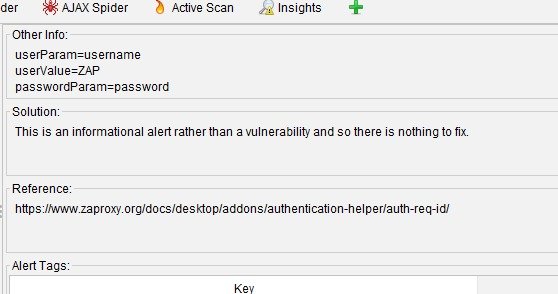 der AJAX Spider Active Scan Insights
Other Info:
userParam=username
userValue=ZAP
passwordParam=password
Solution:
This is an informational alert rather than a vulnerability and so there is nothing to fix.
Reference:
https://www.zaproxy.org/docs/desktop/addons/authentication-helper/auth-req-id/
Alert Tags:
Key